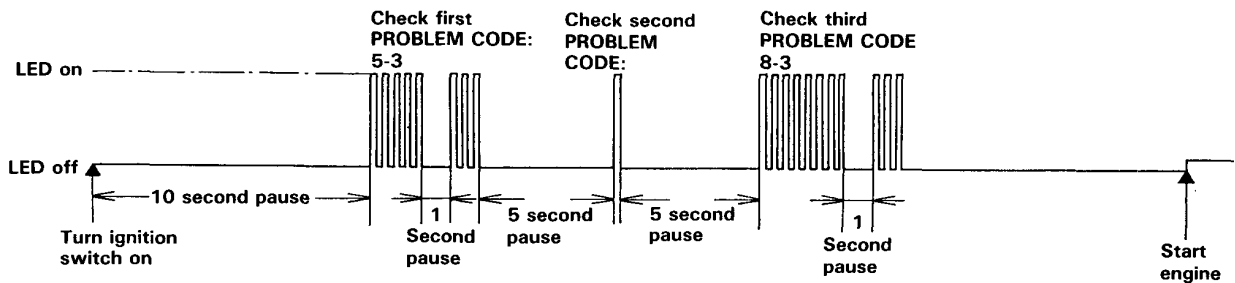 Check first
PROBLEM CODE:
5-3
Check second
PROBLEM
CODE:
Check third
PROBLEM CODE
8-3
LED on
LED off
10 second pause
1
Second
pause
5 second
pause
5 second
pause
1
Second
pause
Turn ignition
switch on
Start
engine